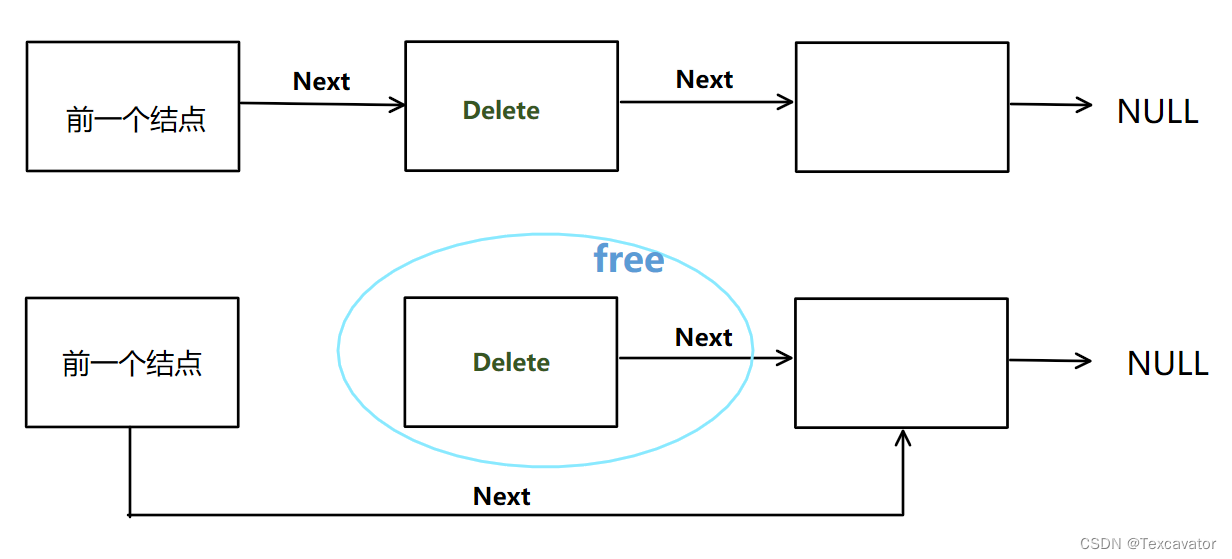 Next
Next
前一个结点
Delete
NULL
free
Next
前一个结点
Delete
NULL
Next
CSDN @Texcavator